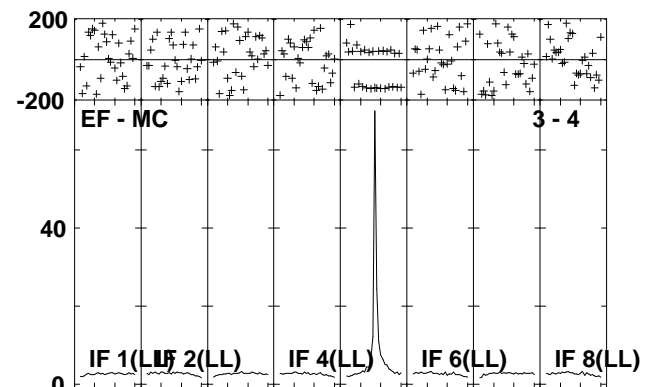 200
-200
EF - MC 3 - 4
40
IF 1(LL) IF 2(LL) IF 4(LL) IF 6(LL) IF 8(LL)
0